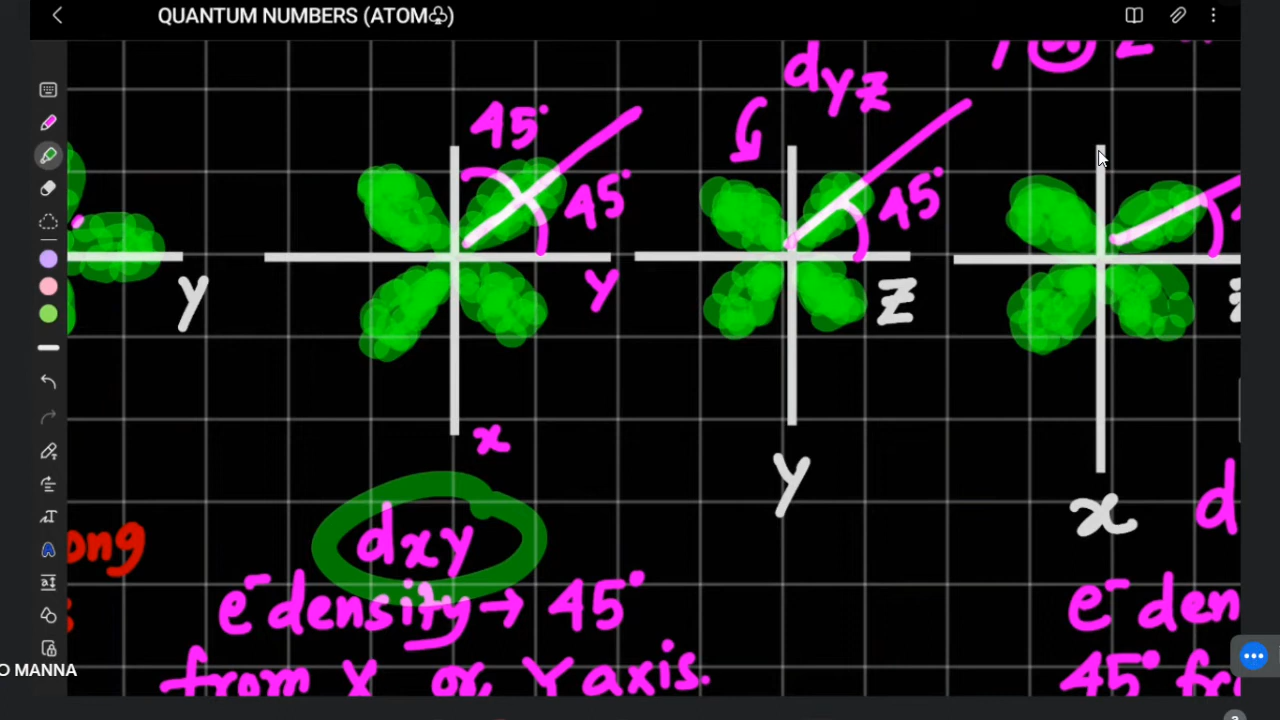 QUANTUM NUMBERS (ATOM♧)
dyz
45°
45°
45°
y
y
z
x
y
x
ong
dxy
d
e⁻ density → 45°
e⁻ den
from X or Y axis.
45° fr
O MANNA